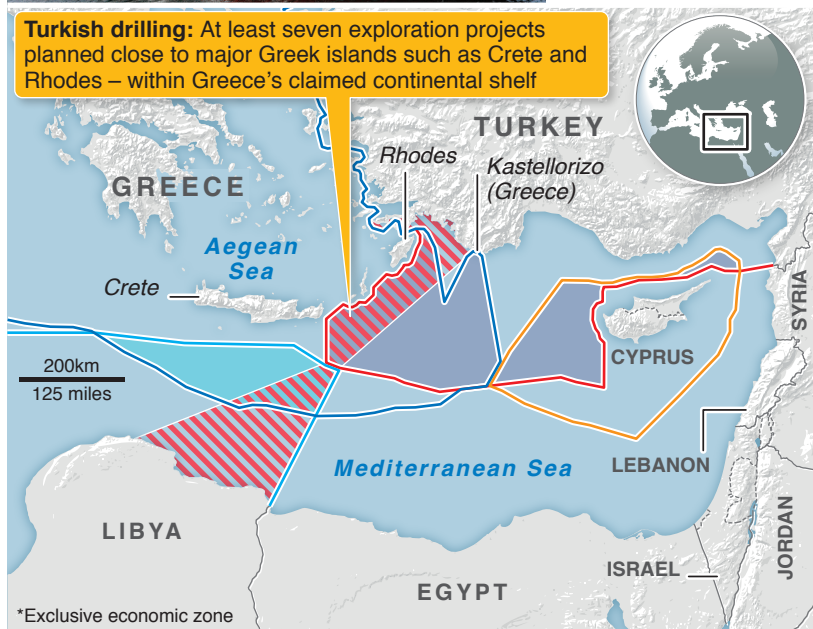 Turkish drilling: At least seven exploration projects
planned close to major Greek islands such as Crete and
Rhodes – within Greece’s claimed continental shelf
TURKEY
Rhodes
Kastellorizo
(Greece)
GREECE
Aegean
Sea
Crete
SYRIA
CYPRUS
200km
125 miles
LEBANON
Mediterranean Sea
LIBYA
JORDAN
ISRAEL
EGYPT
*Exclusive economic zone